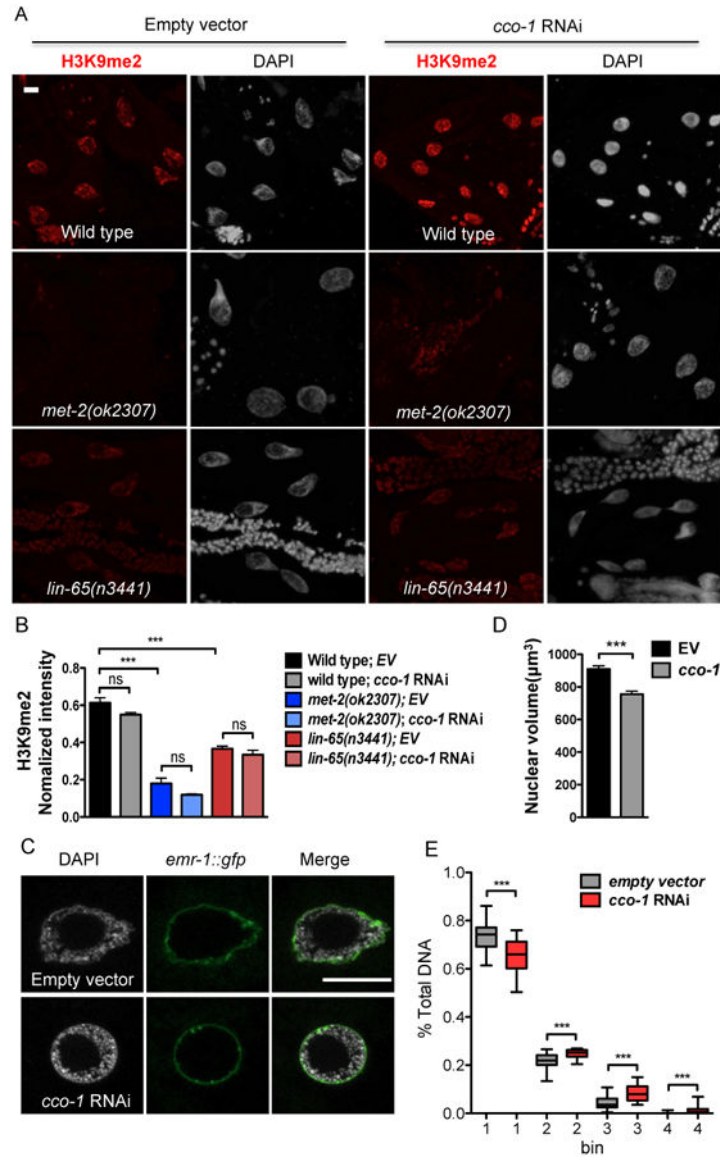 A
Empty vector
cco-1 RNAi
H3K9me2
DAPI
H3K9me2
DAPI
Wild type
Wild type
met-2(ok2307)
met-2(ok2307)
lin-65(n3441)
lin-65(n3441)
B
H3K9me2
Nomalized intensity
0.8
0.6
0.4
0.2
0.0
***
***
ns
ns
ns
Wild type; EV
wild type; cco-1 RNAi
met-2(ok2307); EV
met-2(ok2307); cco-1 RNAi
lin-65(n3441); EV
lin-65(n3441); cco-1 RNAi
D
Nuclear volume(µm³)
1000
800
600
400
200
0
***
EV
cco-1
C
DAPI
emr-1::gfp
Merge
Empty vector
cco-1 RNAi
E
% Total DNA
1.0
0.8
0.6
0.4
0.2
0.0
***
***
***
***
empty vector
cco-1 RNAi
1 1 2 2 3 3 4 4
bin